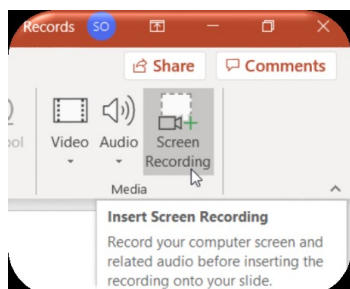 Records SO
Share Comments
ool Video Audio Screen
Recording
Media
Insert Screen Recording
Record your computer screen and
related audio before inserting the
recording onto your slide.